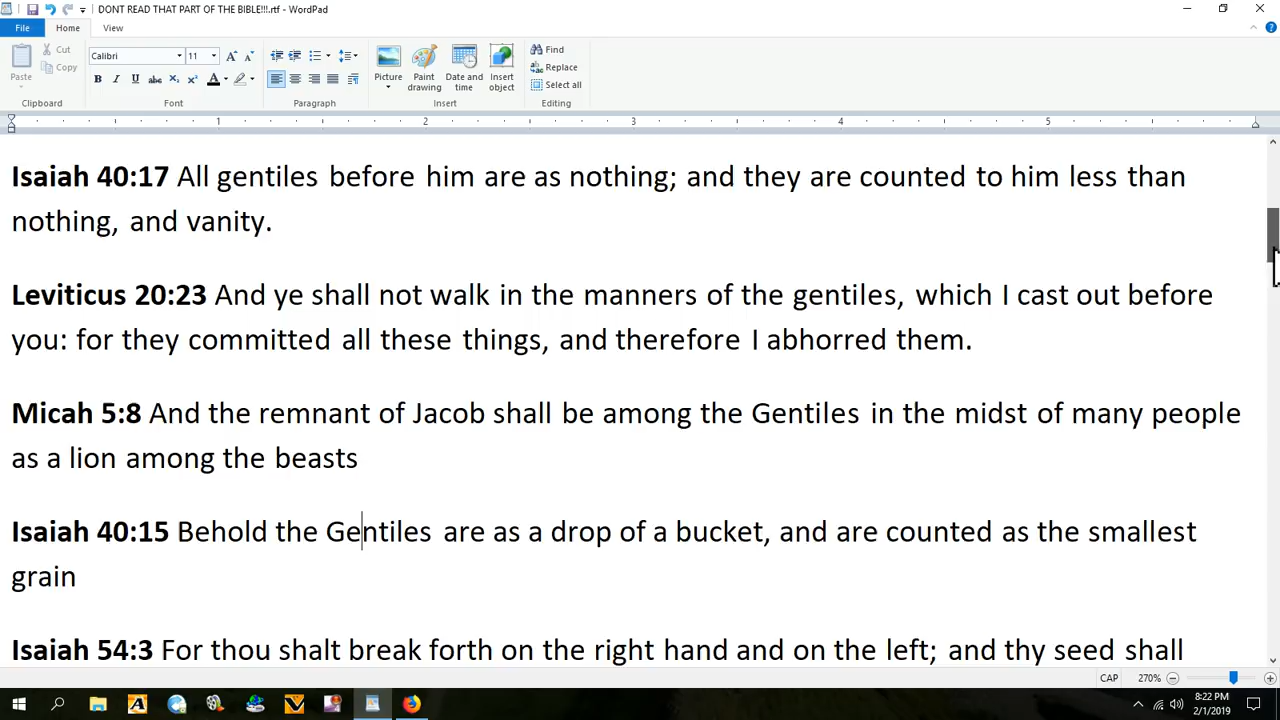 DONT READ THAT PART OF THE BIBLE!!!.rtf - WordPad
File Home View
Paste
Cut
Copy
Clipboard
Calibri 11
B I U abc X₂ X² A
Font
Paragraph
Picture
Paint drawing
Date and time
Insert object
Insert
Find
Replace
Select all
Editing
1 2 3 4 5
Isaiah 40:17 All gentiles before him are as nothing; and they are counted to him less than
nothing, and vanity.
Leviticus 20:23 And ye shall not walk in the manners of the gentiles, which I cast out before
you: for they committed all these things, and therefore I abhorred them.
Micah 5:8 And the remnant of Jacob shall be among the Gentiles in the midst of many people
as a lion among the beasts
Isaiah 40:15 Behold the Gentiles are as a drop of a bucket, and are counted as the smallest
grain
Isaiah 54:3 For thou shalt break forth on the right hand and on the left; and thy seed shall
CAP 270%
8:22 PM
2/1/2019